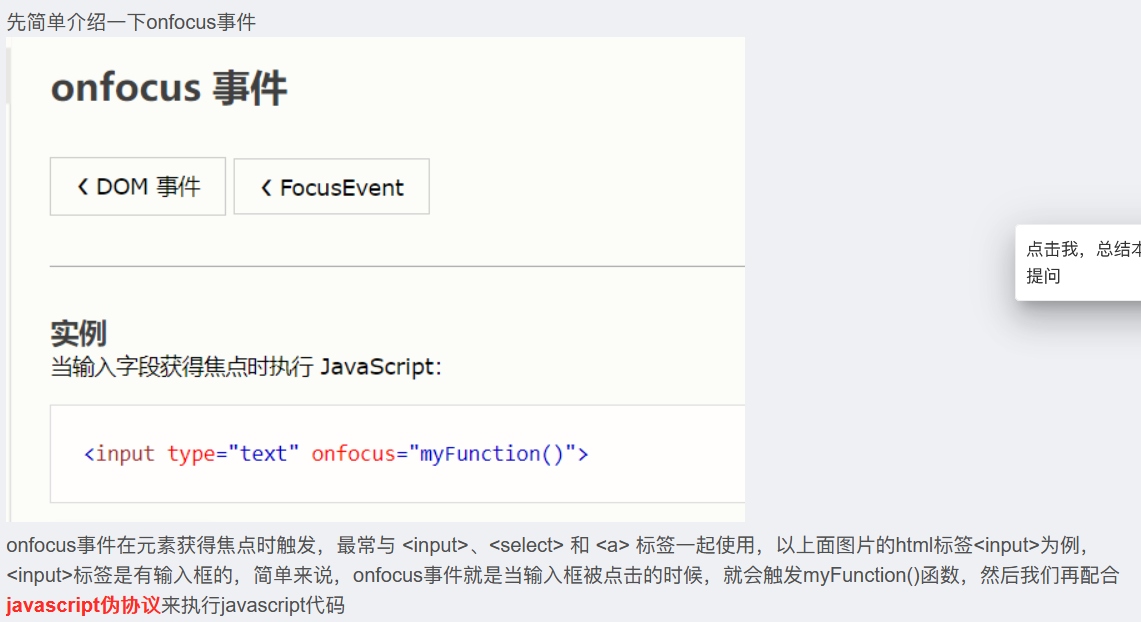 先简单介绍一下onfocus事件
onfocus 事件
❮ DOM 事件
❮ FocusEvent
实例
当输入字段获得焦点时执行 JavaScript:
<input type="text" onfocus="myFunction()">
点击我，总结本
提问
onfocus事件在元素获得焦点时触发，最常与 <input>、<select> 和 <a> 标签一起使用，以上面图片的html标签<input>为例，
<input>标签是有输入框的，简单来说，onfocus事件就是当输入框被点击的时候，就会触发myFunction()函数，然后我们再配合
javascript伪协议来执行javascript代码